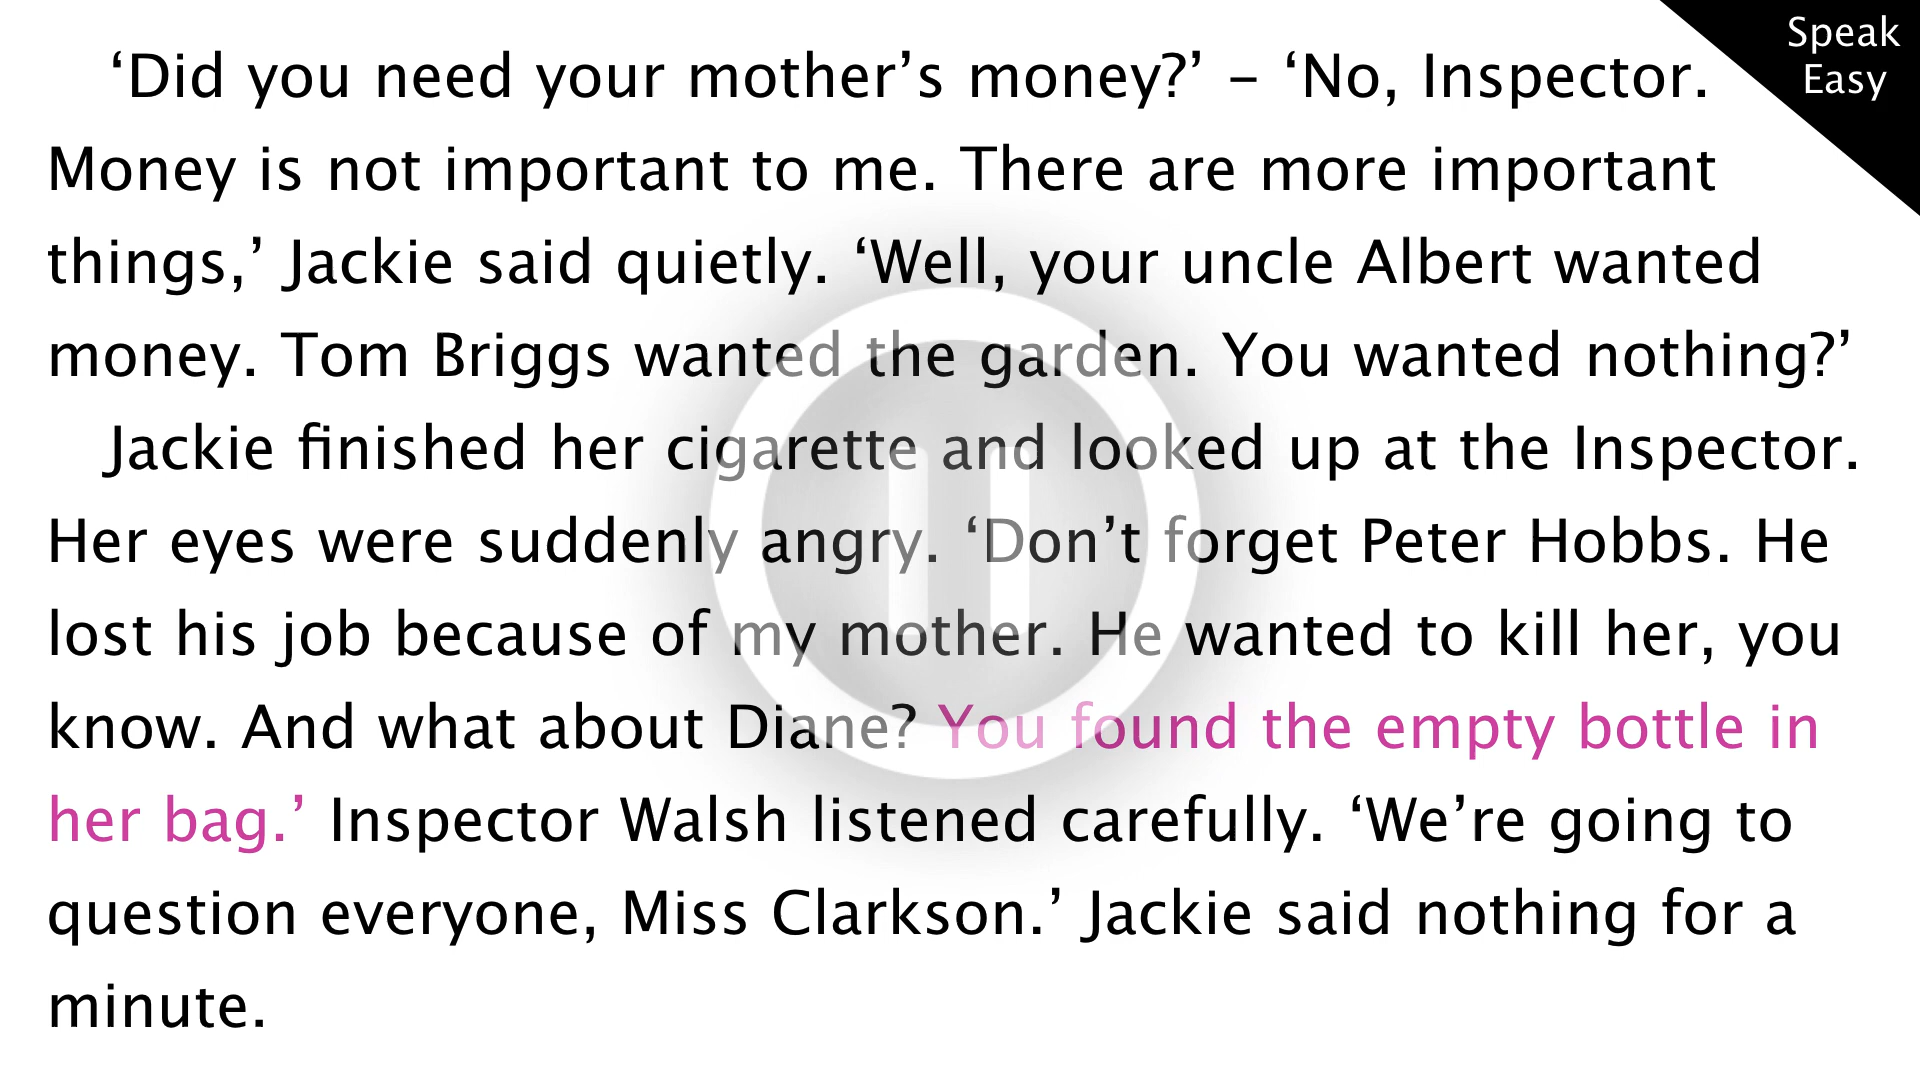 ‘Did you need your mother’s money?’ – ‘No, Inspector.
Money is not important to me. There are more important
things,’ Jackie said quietly. ‘Well, your uncle Albert wanted
money. Tom Briggs wanted the garden. You wanted nothing?’
Jackie finished her cigarette and looked up at the Inspector.
Her eyes were suddenly angry. ‘Don’t forget Peter Hobbs. He
lost his job because of my mother. He wanted to kill her, you
know. And what about Diane? You found the empty bottle in
her bag.’ Inspector Walsh listened carefully. ‘We’re going to
question everyone, Miss Clarkson.’ Jackie said nothing for a
minute.
Speak
Easy